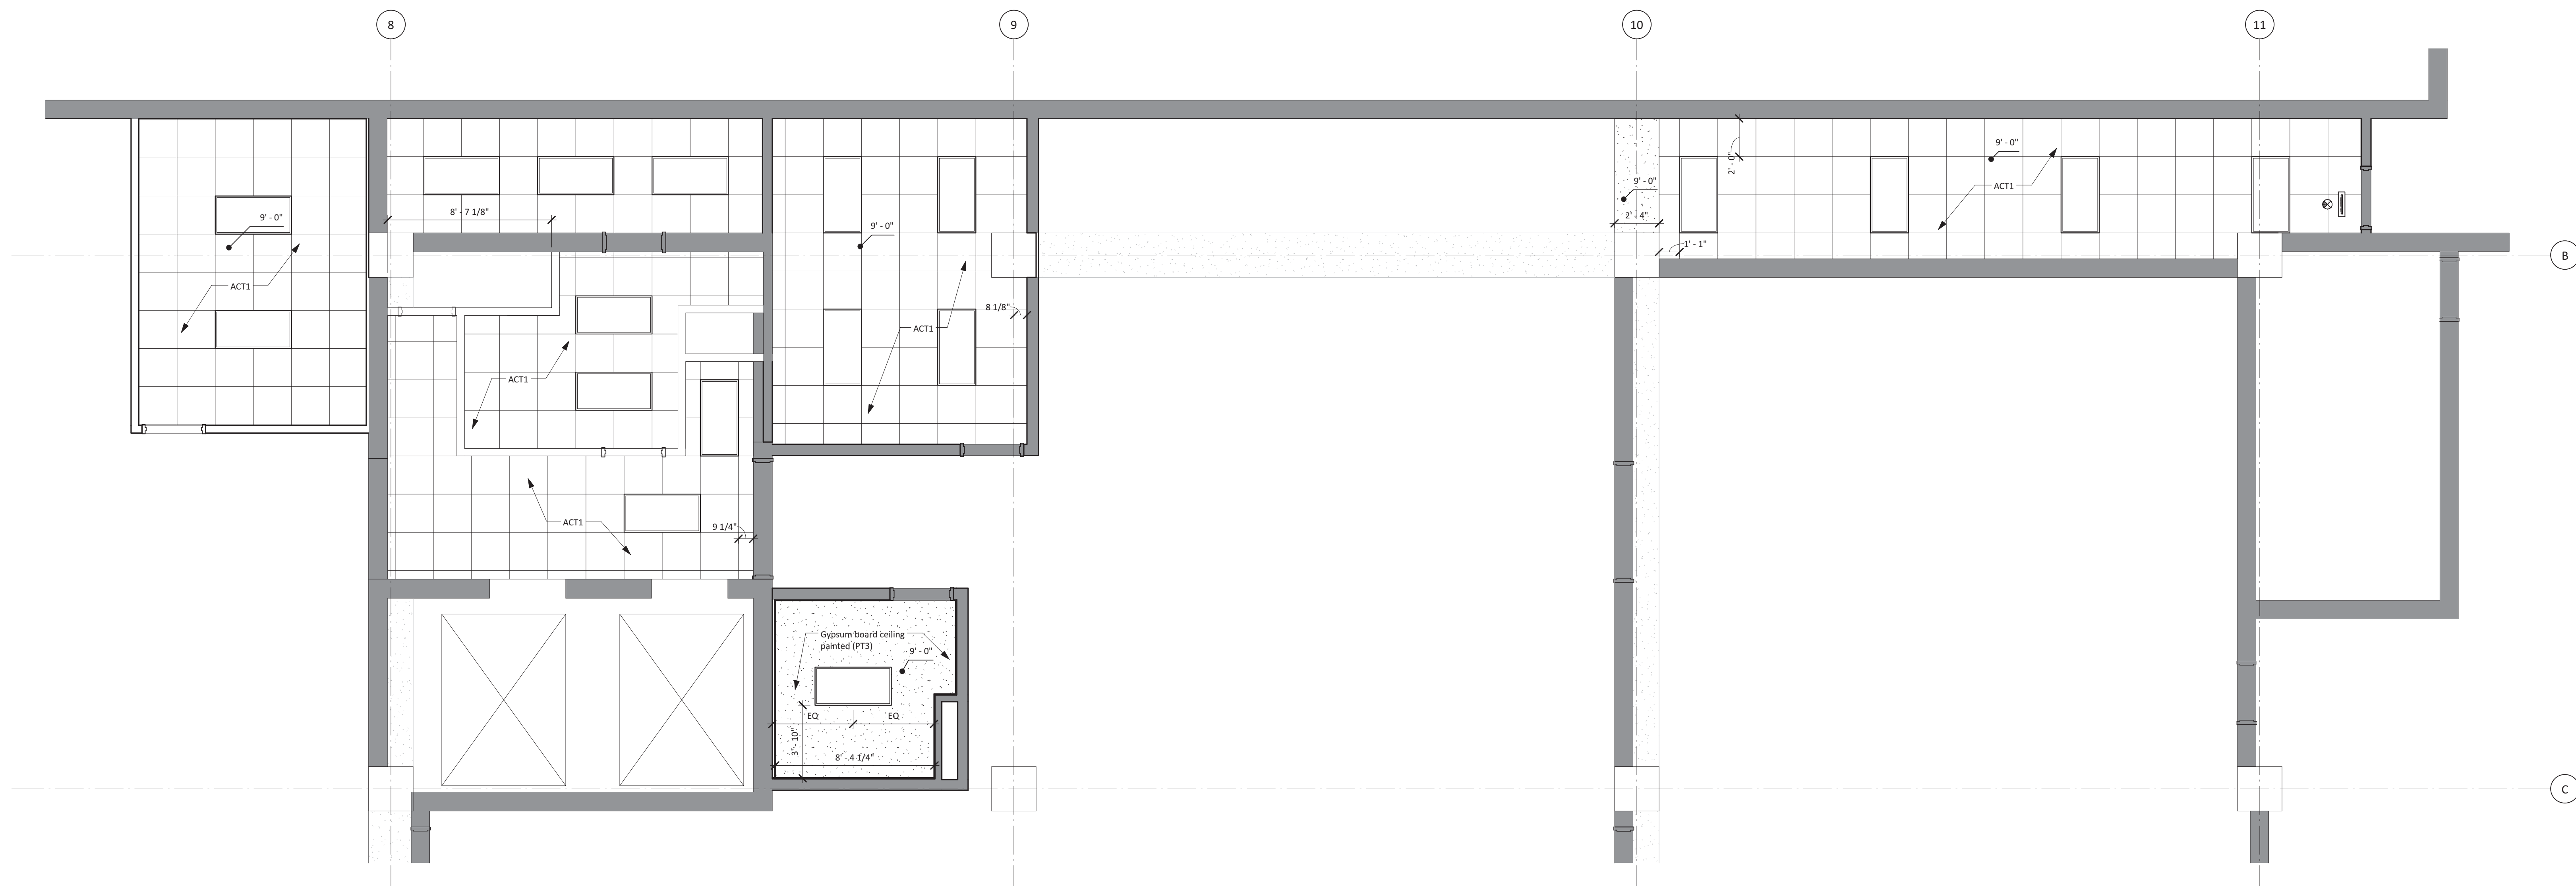 8
9
10
11
9' - 0"
9' - 0"
2' - 0"
ACT1
9' - 0"
8' - 7 1/8"
2' - 4"
9' - 0"
9' - 0"
1' - 1"
B
ACT1
8 1/8"
ACT1
ACT1
ACT1
9 1/4"
Gypsum board ceiling
painted (PT3)
9' - 0"
EQ
EQ
3' - 10"
8' - 4 1/4"
C